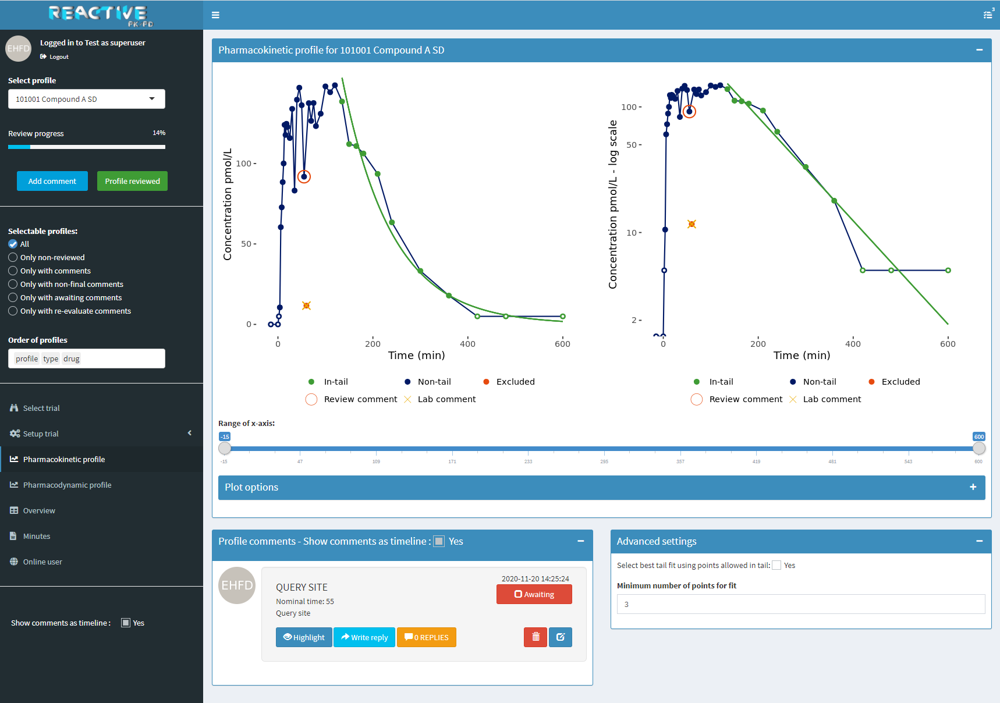 REACTIVE
PK/PD
3
EHFD
Logged in to Test as superuser
Logout
Select profile
101001 Compound A SD
Review progress
14%
Add comment
Profile reviewed
Selectable profiles:
All
Only non-reviewed
Only with comments
Only with non-final comments
Only with awaiting comments
Only with re-evaluate comments
Order of profiles
profile type drug
Select trial
Setup trial
Pharmacokinetic profile
Pharmacodynamic profile
Overview
Minutes
Online user
Show comments as timeline : Yes
Pharmacokinetic profile for 101001 Compound A SD
Concentration pmol/L
100
50
0
0 200 400 600
Time (min)
In-tail Non-tail Excluded
Review comment Lab comment
Concentration pmol/L - log scale
100
50
10
2
0 200 400 600
Time (min)
In-tail Non-tail Excluded
Review comment Lab comment
Range of x-axis:
-15 600
-15 47 109 171 233 295 357 419 481 543 600
Plot options
Profile comments - Show comments as timeline : Yes
EHFD
2020-11-20 14:25:24
QUERY SITE
Awaiting
Nominal time: 55
Query site
Highlight
Write reply
0 REPLIES
Advanced settings
Select best tail fit using points allowed in tail: Yes
Minimum number of points for fit
3